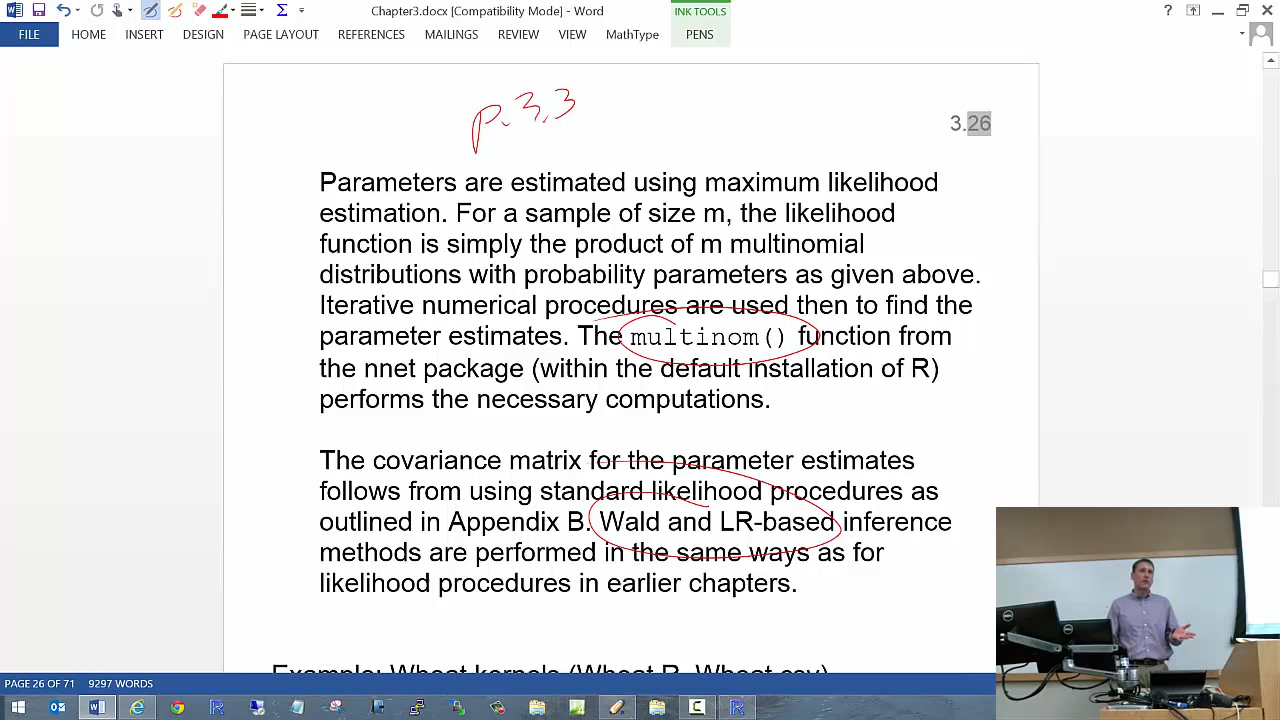 Chapter3.docx [Compatibility Mode] - Word
INK TOOLS
FILE HOME INSERT DESIGN PAGE LAYOUT REFERENCES MAILINGS REVIEW VIEW MathType PENS
p. 3.3
3.26
Parameters are estimated using maximum likelihood
estimation. For a sample of size m, the likelihood
function is simply the product of m multinomial
distributions with probability parameters as given above.
Iterative numerical procedures are used then to find the
parameter estimates. The multinom() function from
the nnet package (within the default installation of R)
performs the necessary computations.
The covariance matrix for the parameter estimates
follows from using standard likelihood procedures as
outlined in Appendix B. Wald and LR-based inference
methods are performed in the same ways as for
likelihood procedures in earlier chapters.
Example: Wheat kernels (Wheat.R, Wheat.csv)
PAGE 26 OF 71 9297 WORDS